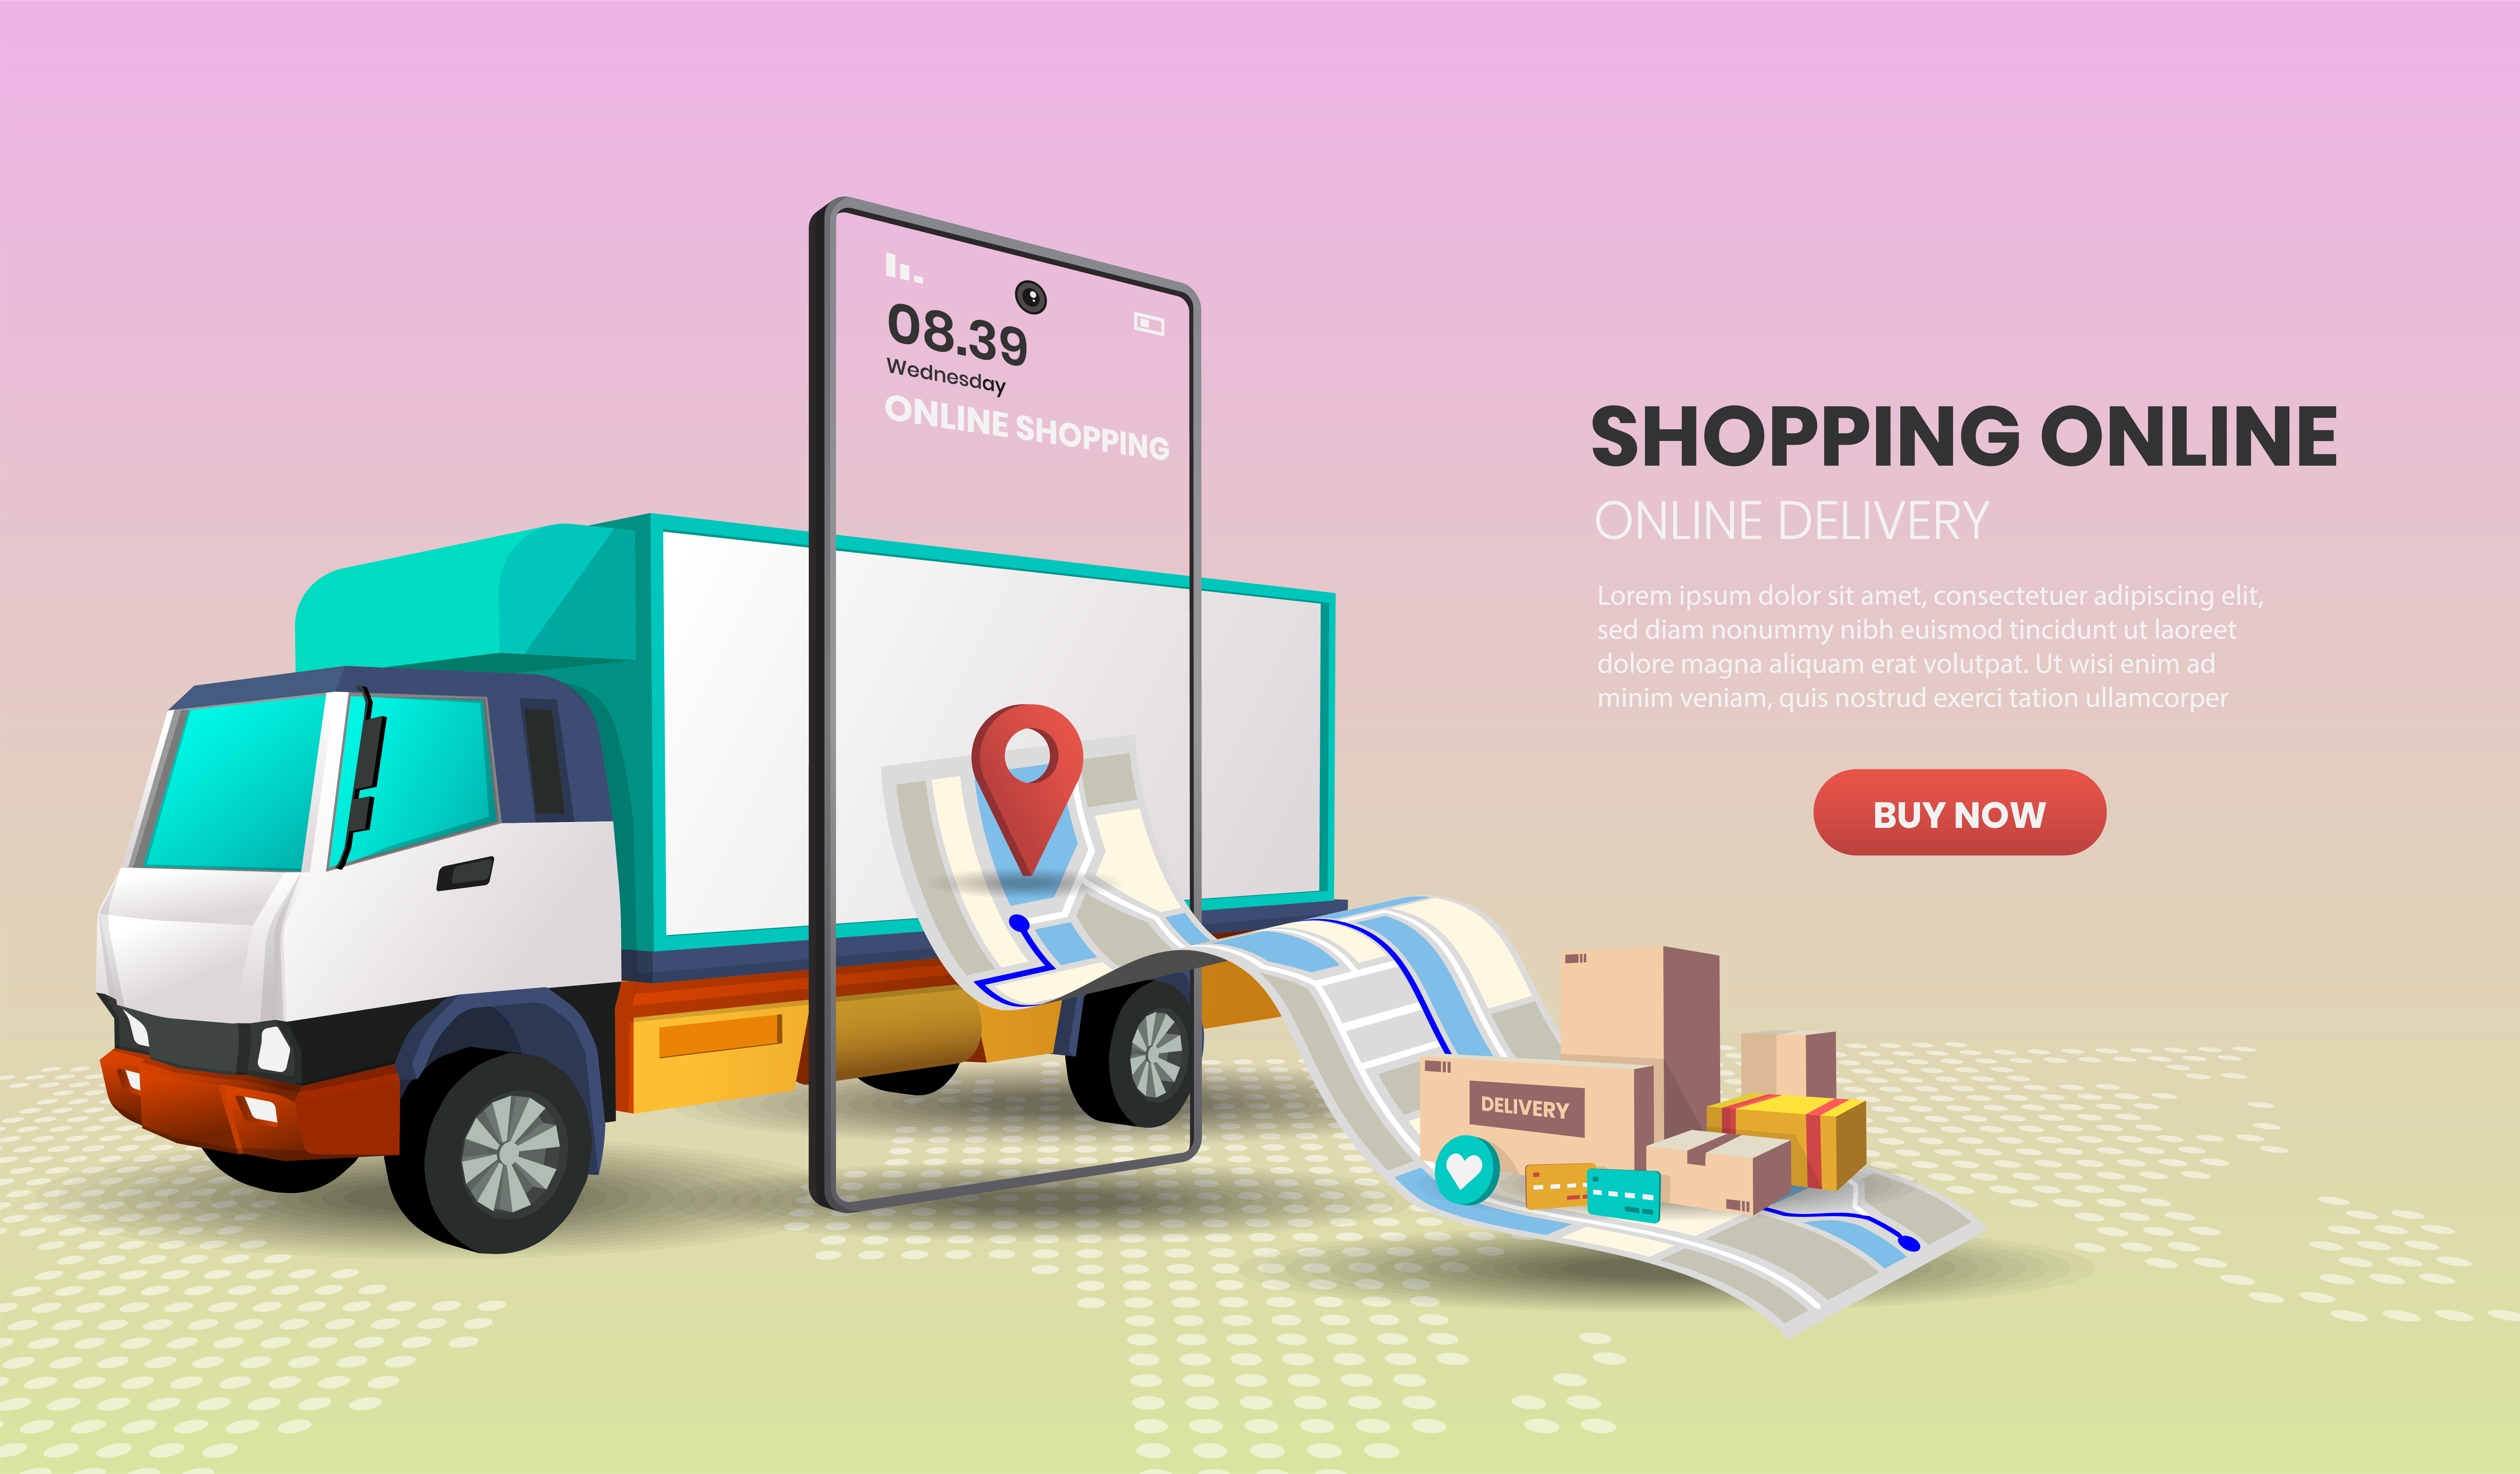 08.39
Wednesday
ONLINE SHOPPING
SHOPPING ONLINE
ONLINE DELIVERY
Lorem ipsum dolor sit amet, consectetuer adipiscing elit,
sed diam nonummy nibh euismod tincidunt ut laoreet
dolore magna aliquam erat volutpat. Ut wisi enim ad
minim veniam, quis nostrud exerci tation ullamcorper
BUY NOW
DELIVERY